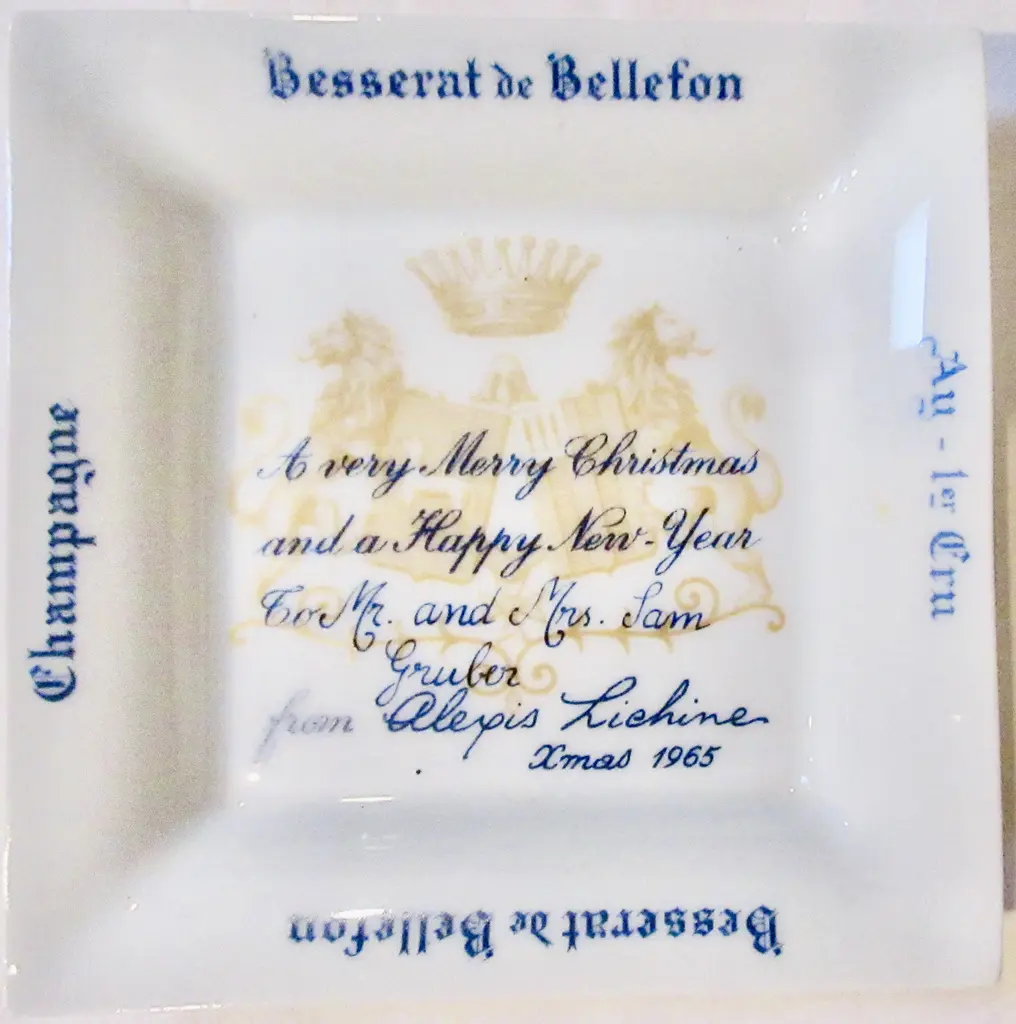 Besserat de Bellefon
Champagne
Aÿ - 1er Cru
A very Merry Christmas
and a Happy New-Year
To Mr. and Mrs. Sam
Gruber
from Alexis Lichine
Xmas 1965
Besserat de Bellefon